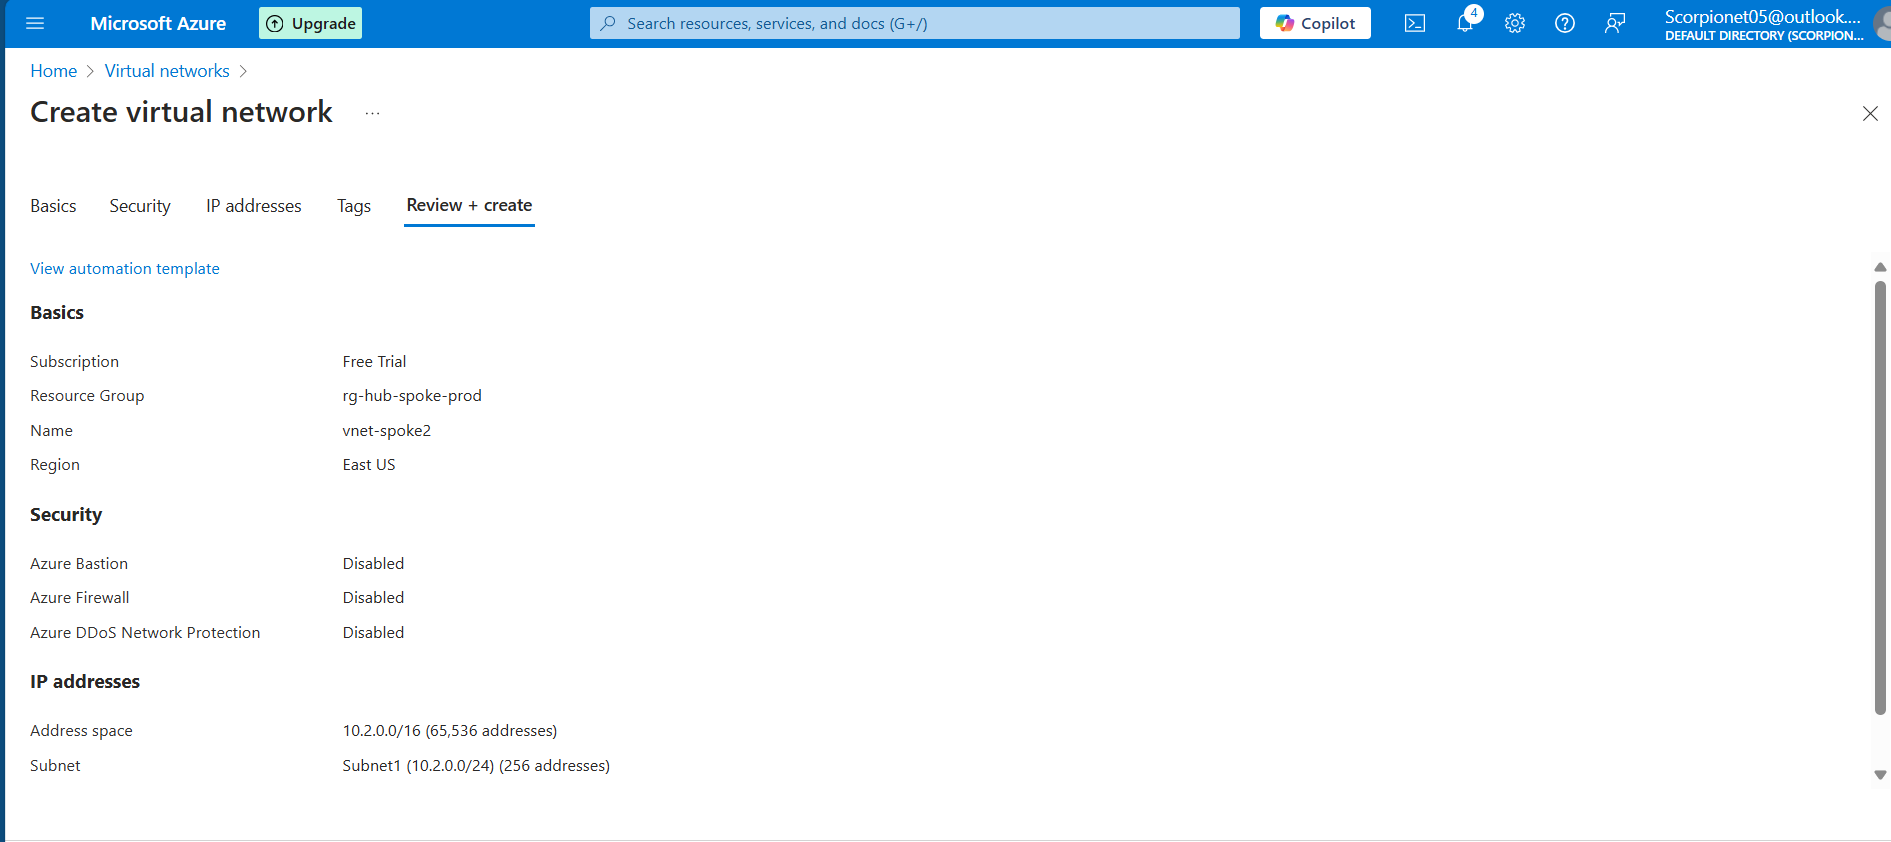 Microsoft Azure
Upgrade
Search resources, services, and docs (G+/)
Copilot
4
Scorpionet05@outlook....
DEFAULT DIRECTORY (SCORPION...
Home > Virtual networks >
Create virtual network ...
Basics Security IP addresses Tags Review + create
View automation template
Basics
Subscription Free Trial
Resource Group rg-hub-spoke-prod
Name vnet-spoke2
Region East US
Security
Azure Bastion Disabled
Azure Firewall Disabled
Azure DDoS Network Protection Disabled
IP addresses
Address space 10.2.0.0/16 (65,536 addresses)
Subnet Subnet1 (10.2.0.0/24) (256 addresses)